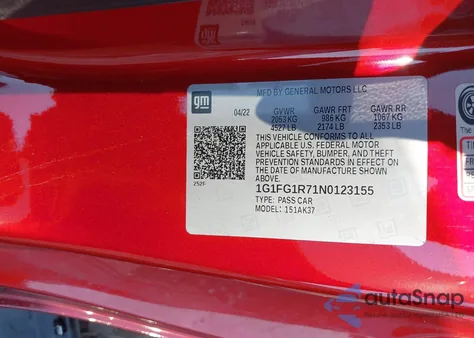 gm
MFD BY GENERAL MOTORS LLC
04/22 GVWR GAWR FRT GAWR RR
2053 KG 986 KG 1067 KG
4527 LB 2174 LB 2353 LB
THIS VEHICLE CONFORMS TO ALL
APPLICABLE U.S. FEDERAL MOTOR
VEHICLE SAFETY, BUMPER, AND THEFT
PREVENTION STANDARDS IN EFFECT ON
THE DATE OF MANUFACTURE SHOWN
ABOVE.
252F
1G1FG1R71N0123155
TYPE: PASS CAR
MODEL: 151AK37
autoSnap